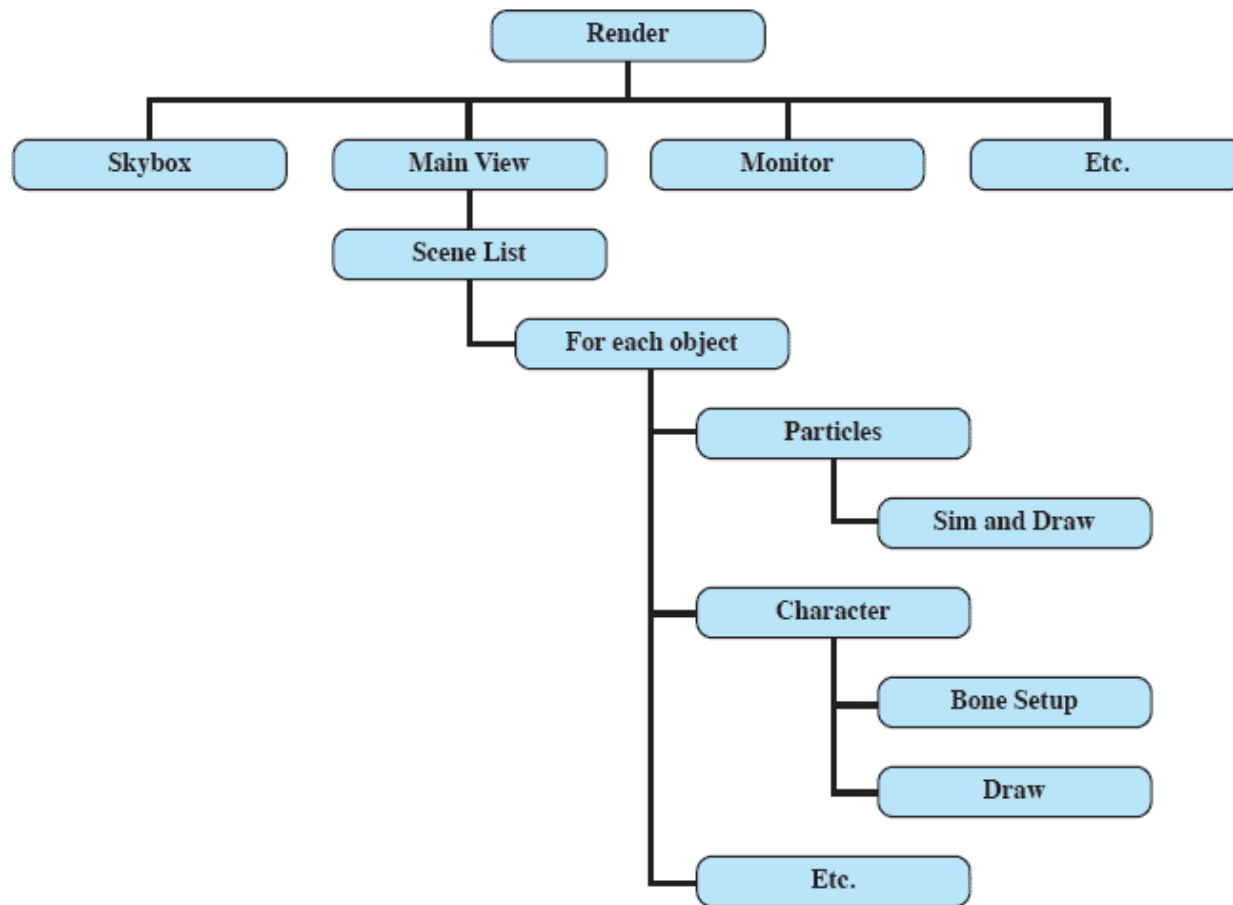 Render
Skybox
Main View
Monitor
Etc.
Scene List
For each object
Particles
Sim and Draw
Character
Bone Setup
Draw
Etc.